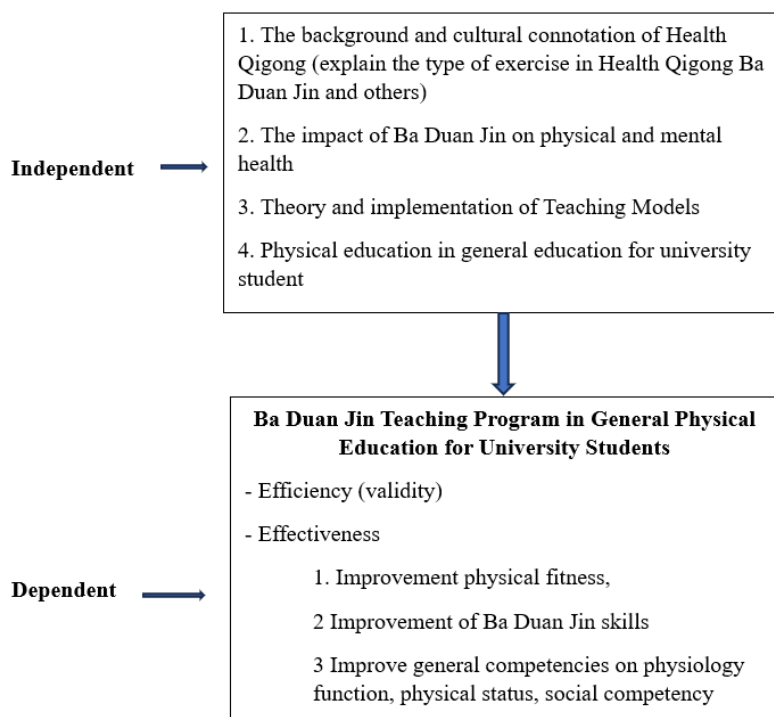 1. The background and cultural connotation of Health
Qigong (explain the type of exercise in Health Qigong Ba
Duan Jin and others)
2. The impact of Ba Duan Jin on physical and mental
health
Independent
3. Theory and implementation of Teaching Models
4. Physical education in general education for university
student
Ba Duan Jin Teaching Program in General Physical
Education for University Students
- Efficiency (validity)
- Effectiveness
1. Improvement physical fitness,
Dependent
2 Improvement of Ba Duan Jin skills
3 Improve general competencies on physiology
function, physical status, social competency